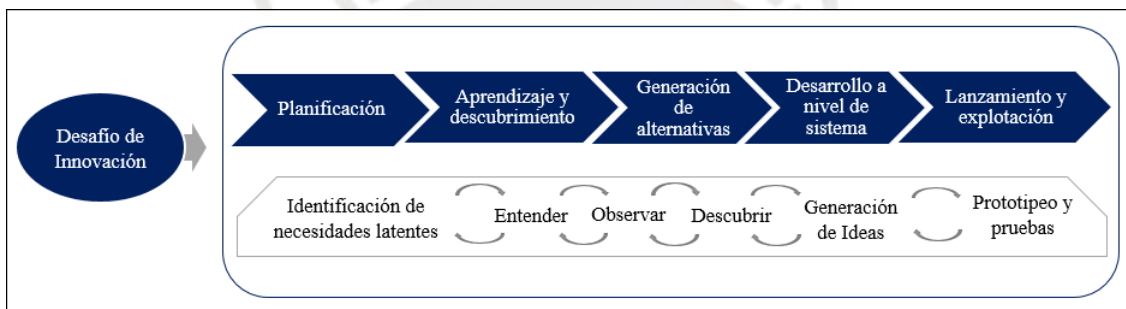 Desafío de
Innovación
Planificación
Aprendizaje y
descubrimiento
Generación
de
alternativas
Desarrollo a
nivel de
sistema
Lanzamiento y
explotación
Identificación de
necesidades latentes
Entender
Observar
Descubrir
Generación
de Ideas
Prototipeo y
pruebas